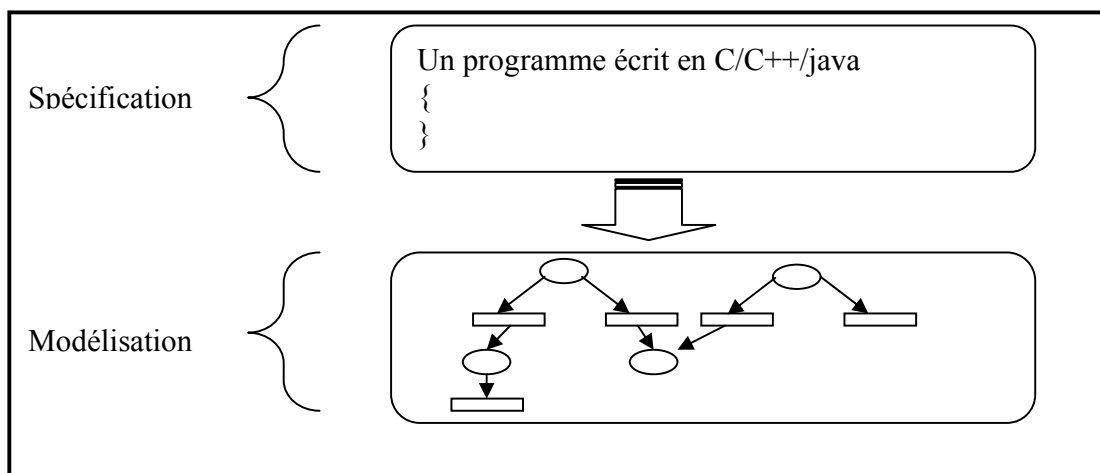 Un programme écrit en C/C++/java
Spécification
{
}
Modélisation